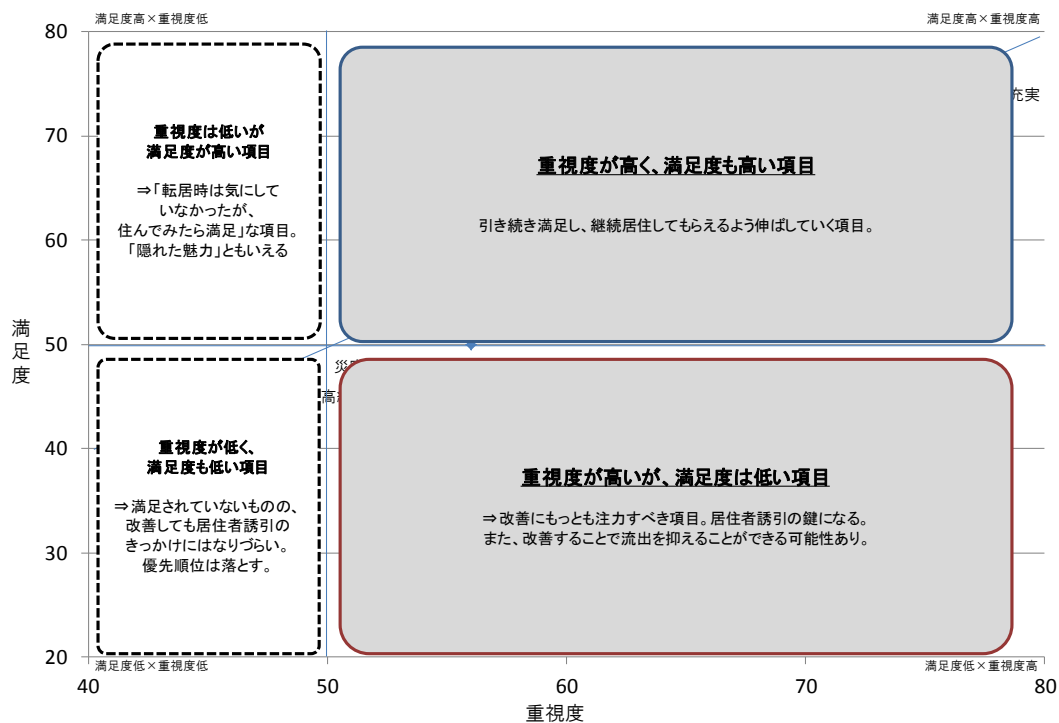 満足度高×重視度低
満足度高×重視度高
80
70
60
50
40
30
20
満足度
重視度は低いが
満足度が高い項目
⇒「転居時は気にして
いなかったが、
住んでみたら満足」な項目。
「隠れた魅力」ともいえる
重視度が高く、満足度も高い項目
引き続き満足し、継続居住してもらえるよう伸ばしていく項目。
充実
高
重視度が低く、
満足度も低い項目
⇒満足されていないものの、
改善しても居住者誘引の
きっかけにはなりづらい。
優先順位は落とす。
重視度が高いが、満足度は低い項目
⇒改善にもっとも注力すべき項目。居住者誘引の鍵になる。
また、改善することで流出を抑えることができる可能性あり。
満足度低×重視度低
満足度低×重視度高
40
50
60
70
80
重視度